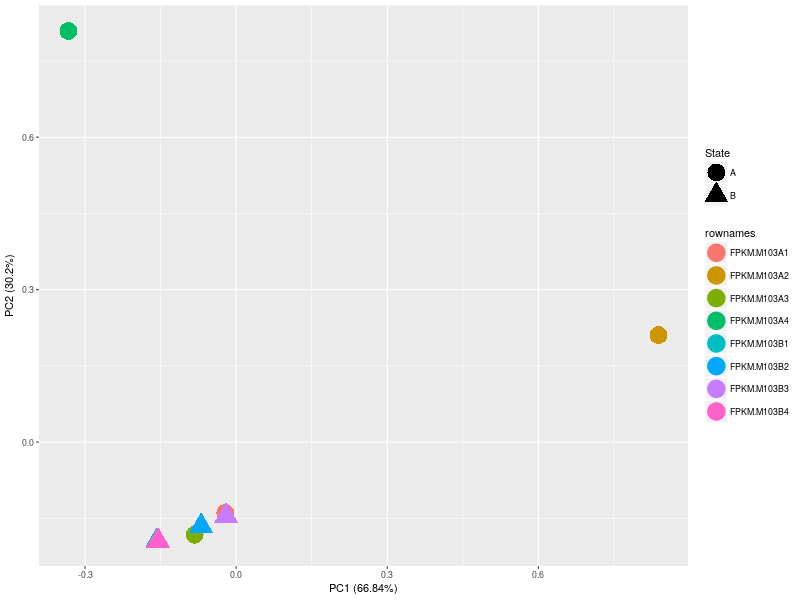 0.6
0.3
0.0
-0.3
0.0
0.3
0.6
PC1 (66.84%)
PC2 (30.2%)
State
A
B
rownames
FPKM.M103A1
FPKM.M103A2
FPKM.M103A3
FPKM.M103A4
FPKM.M103B1
FPKM.M103B2
FPKM.M103B3
FPKM.M103B4